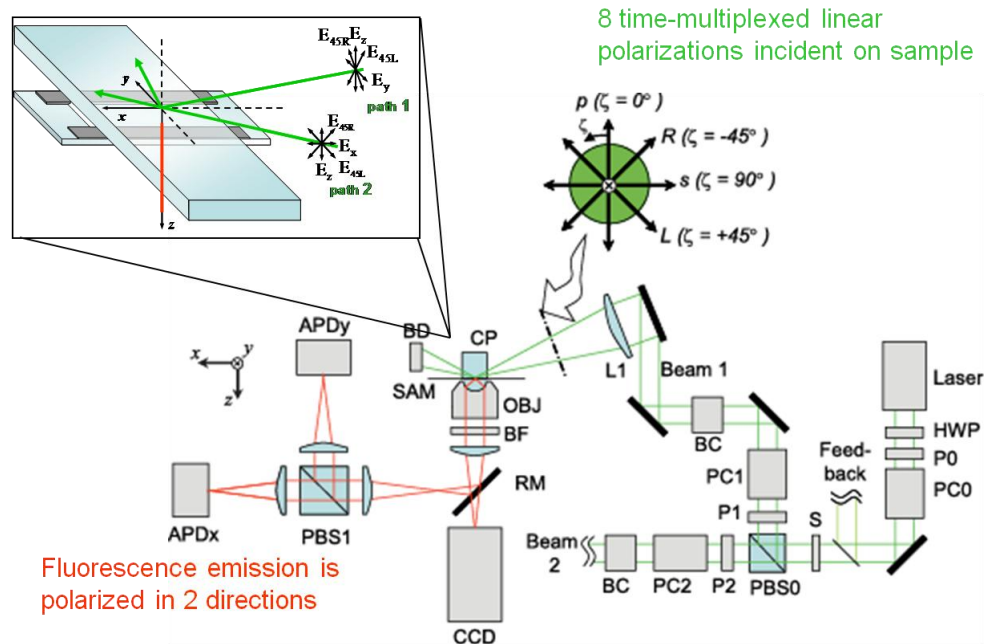 8 time-multiplexed linear
polarizations incident on sample
E45R
Ez
E45L
Ey
path 1
y
x
E45R
Ex
Ez
E45L
path 2
z
p (ζ = 0° )
ζ
R (ζ = -45° )
s (ζ = 90° )
L (ζ = +45° )
APDy
BD
CP
x
y
z
SAM
OBJ
L1
Beam 1
Laser
BF
BC
HWP
Feed-
back
P0
RM
PC1
PC0
APDx
PBS1
P1
S
Beam
2
BC
PC2
P2
PBS0
Fluorescence emission is
polarized in 2 directions
CCD